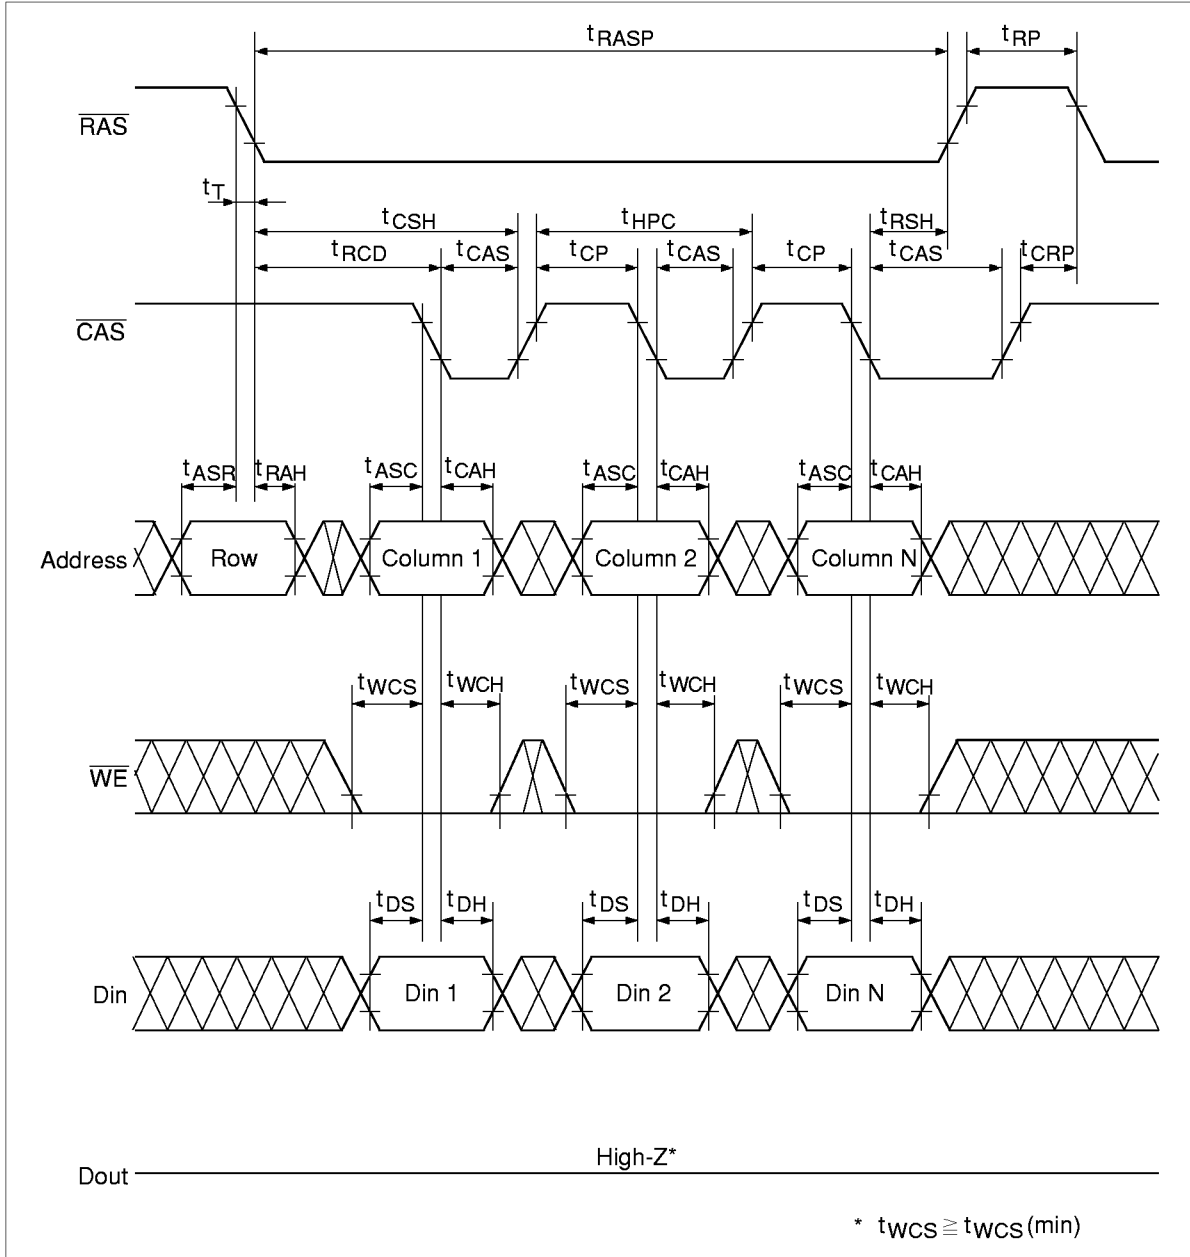 tRASP tRP
RAS
tT
tCSH tHPC tRSH
tRCD tCAS tCP tCAS tCP tCAS tCRP
CAS
tASR tRAH tASC tCAH tASC tCAH tASC tCAH
Address Row Column 1 Column 2 Column N
tWCS tWCH tWCS tWCH tWCS tWCH
WE
tDS tDH tDS tDH tDS tDH
Din Din 1 Din 2 Din N
High-Z*
Dout
* tWCS ≧ tWCS (min)